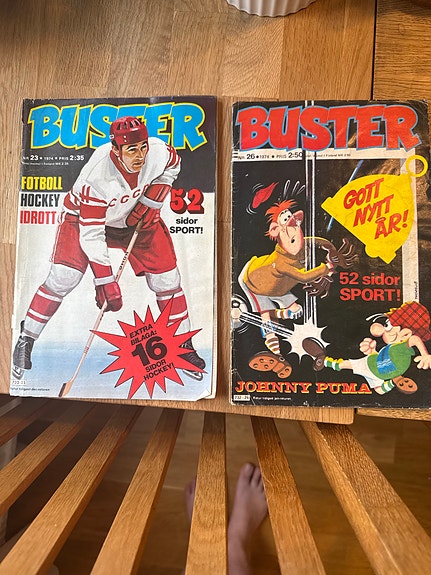 BUSTER
Nr. 23 ★ 1974 ★ PRIS 2:35
FOTBOLL
HOCKEY
IDROTT
CCCP
52
sidor
SPORT!
EXTRA
BILAGA:
16
SIDOR
HOCKEY!
BUSTER
Nr. 26 ★ 1974 ★ PRIS 2:50
GOTT
NYTT
ÅR!
52 sidor
SPORT!
JOHNNY PUMA